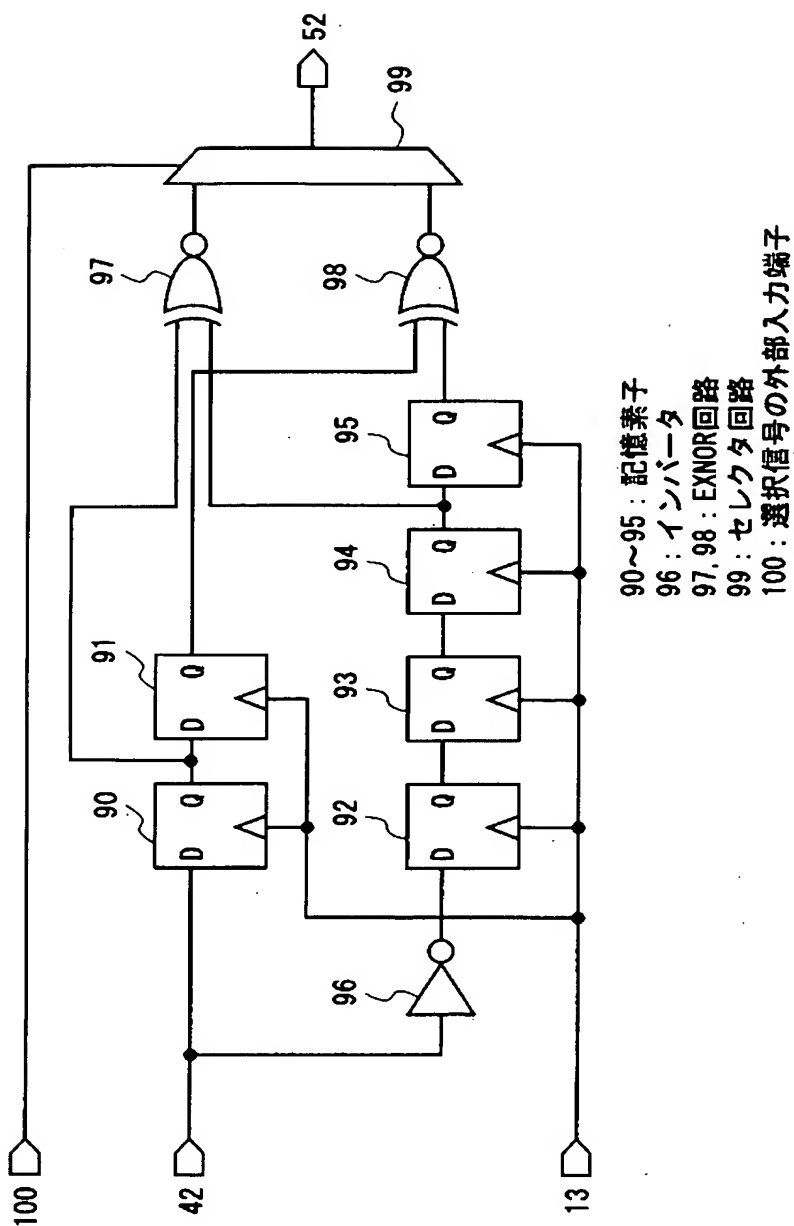 100
42
13
96
90
D
Q
91
D
Q
92
D
Q
93
D
Q
94
D
Q
95
D
Q
97
98
99
52
90~95：記憶素子
96：インバータ
97, 98：EXNOR回路
99：セレクタ回路
100：選択信号の外部入力端子